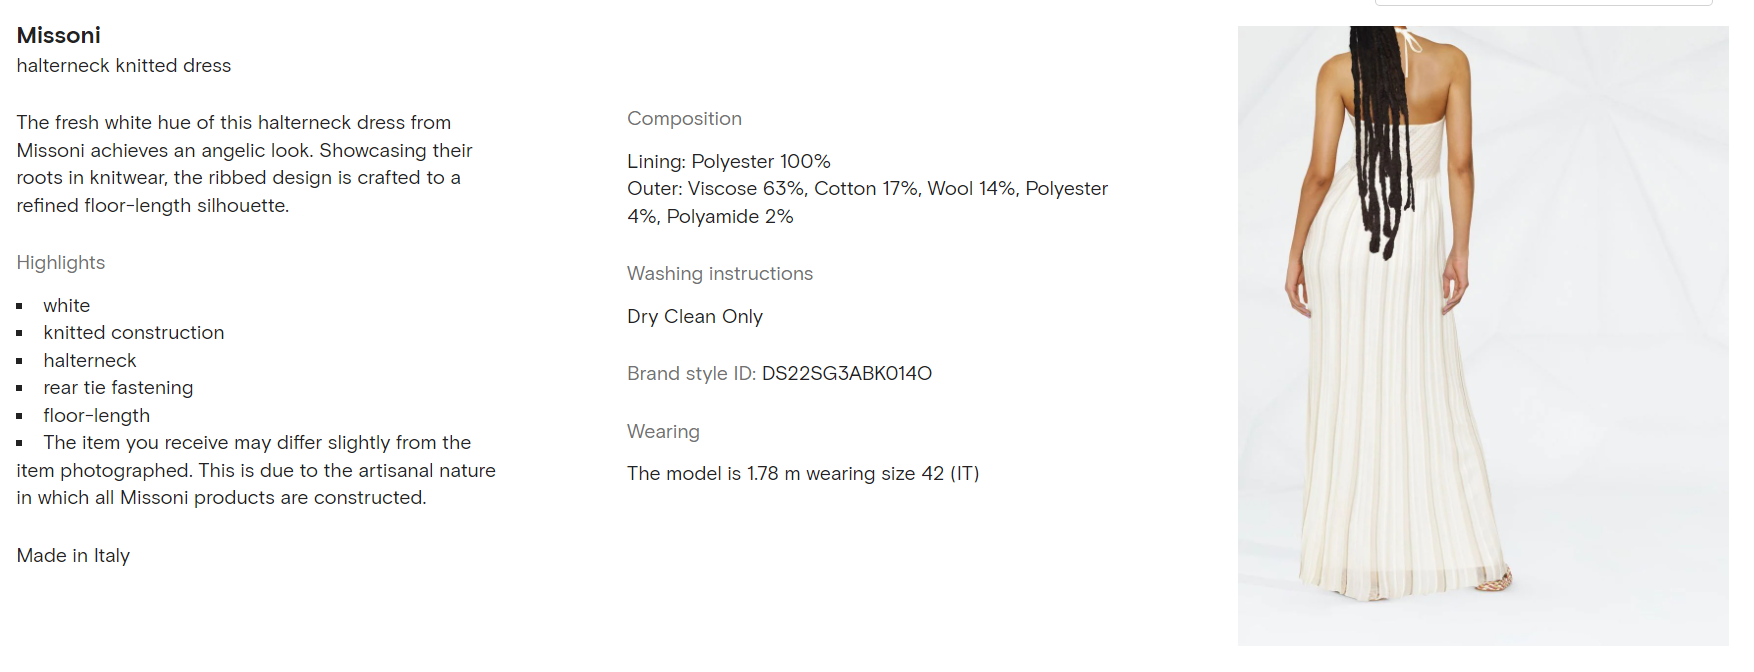 Missoni
halterneck knitted dress
The fresh white hue of this halterneck dress from
Missoni achieves an angelic look. Showcasing their
roots in knitwear, the ribbed design is crafted to a
refined floor-length silhouette.
Highlights
▪ white
▪ knitted construction
▪ halterneck
▪ rear tie fastening
▪ floor-length
▪ The item you receive may differ slightly from the
item photographed. This is due to the artisanal nature
in which all Missoni products are constructed.
Made in Italy
Composition
Lining: Polyester 100%
Outer: Viscose 63%, Cotton 17%, Wool 14%, Polyester
4%, Polyamide 2%
Washing instructions
Dry Clean Only
Brand style ID: DS22SG3ABK014O
Wearing
The model is 1.78 m wearing size 42 (IT)